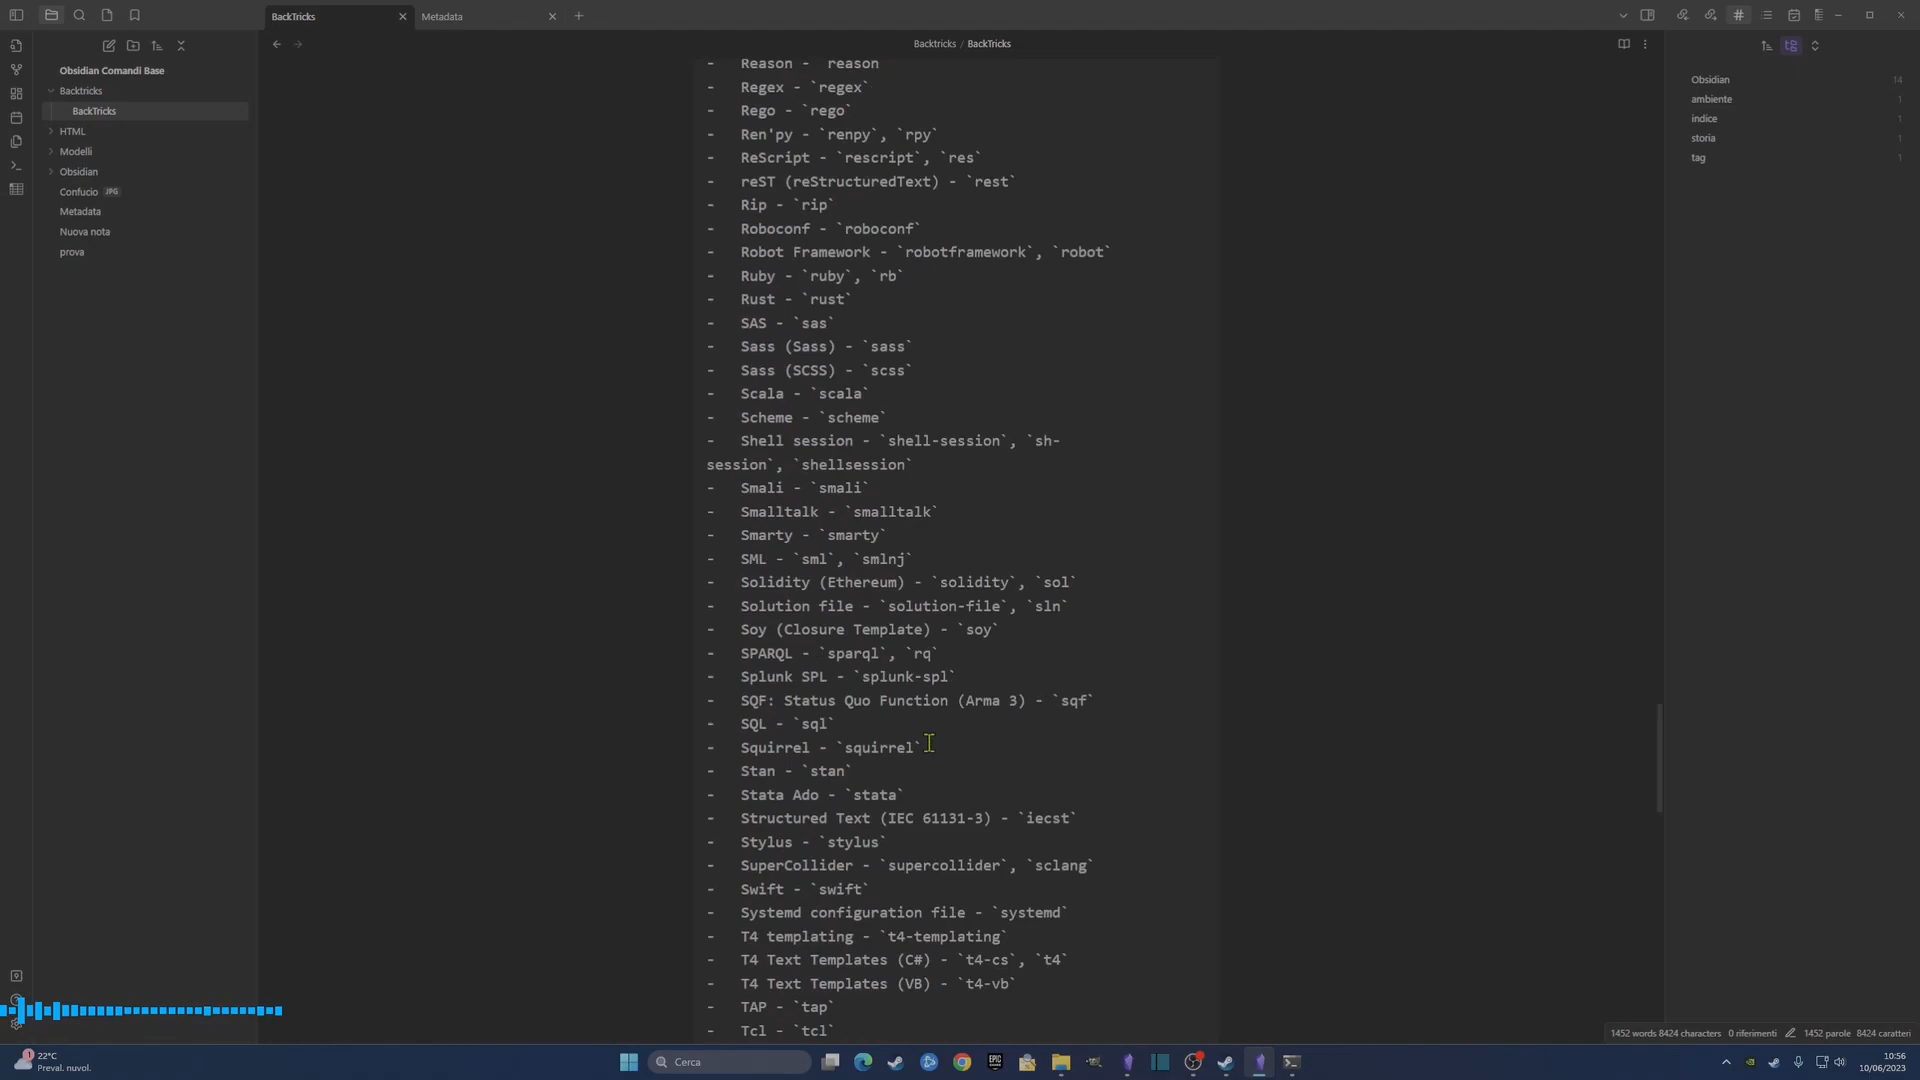 BackTricks
Metadata
Backtricks / BackTricks
Obsidian Comandi Base
Backtricks
BackTricks
HTML
Modelli
Obsidian
Confucio JPG
Metadata
Nuova nota
prova
- Reason - `reason
- Regex - `regex`
- Rego - `rego`
- Ren'py - `renpy`, `rpy`
- ReScript - `rescript`, `res`
- reST (reStructuredText) - `rest`
- Rip - `rip`
- Roboconf - `roboconf`
- Robot Framework - `robotframework`, `robot`
- Ruby - `ruby`, `rb`
- Rust - `rust`
- SAS - `sas`
- Sass (Sass) - `sass`
- Sass (SCSS) - `scss`
- Scala - `scala`
- Scheme - `scheme`
- Shell session - `shell-session`, `sh-
session`, `shellsession`
- Smali - `smali`
- Smalltalk - `smalltalk`
- Smarty - `smarty`
- SML - `sml`, `smlnj`
- Solidity (Ethereum) - `solidity`, `sol`
- Solution file - `solution-file`, `sln`
- Soy (Closure Template) - `soy`
- SPARQL - `sparql`, `rq`
- Splunk SPL - `splunk-spl`
- SQF: Status Quo Function (Arma 3) - `sqf`
- SQL - `sql`
- Squirrel - `squirrel`
- Stan - `stan`
- Stata Ado - `stata`
- Structured Text (IEC 61131-3) - `iecst`
- Stylus - `stylus`
- SuperCollider - `supercollider`, `sclang`
- Swift - `swift`
- Systemd configuration file - `systemd`
- T4 templating - `t4-templating`
- T4 Text Templates (C#) - `t4-cs`, `t4`
- T4 Text Templates (VB) - `t4-vb`
- TAP - `tap`
- Tcl - `tcl`
Obsidian 14
ambiente 1
indice 1
storia 1
tag 1
1452 words 8424 characters 0 riferimenti 1452 parole 8424 caratteri
1
22°C
Preval. nuvol.
Cerca
EPIC
10:56
10/06/2023